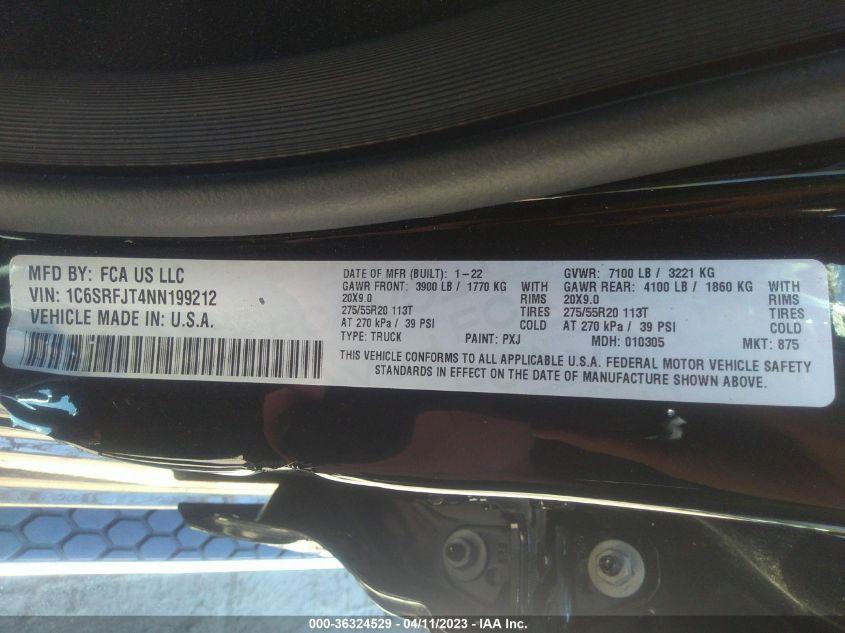 MFD BY: FCA US LLC
VIN: 1C6SRFJT4NN199212
VEHICLE MADE IN: U.S.A.
DATE OF MFR (BUILT): 1-22
GVWR: 7100 LB / 3221 KG
GAWR FRONT: 3900 LB / 1770 KG WITH
GAWR REAR: 4100 LB / 1860 KG WITH
20X9.0 RIMS
20X9.0 RIMS
275/55R20 113T TIRES
275/55R20 113T TIRES
AT 270 kPa / 39 PSI COLD
AT 270 kPa / 39 PSI COLD
TYPE: TRUCK PAINT: PXJ MDH: 010305 MKT: 875
THIS VEHICLE CONFORMS TO ALL APPLICABLE U.S.A. FEDERAL MOTOR VEHICLE SAFETY
STANDARDS IN EFFECT ON THE DATE OF MANUFACTURE SHOWN ABOVE.
000-36324529 - 04/11/2023 - IAA Inc.